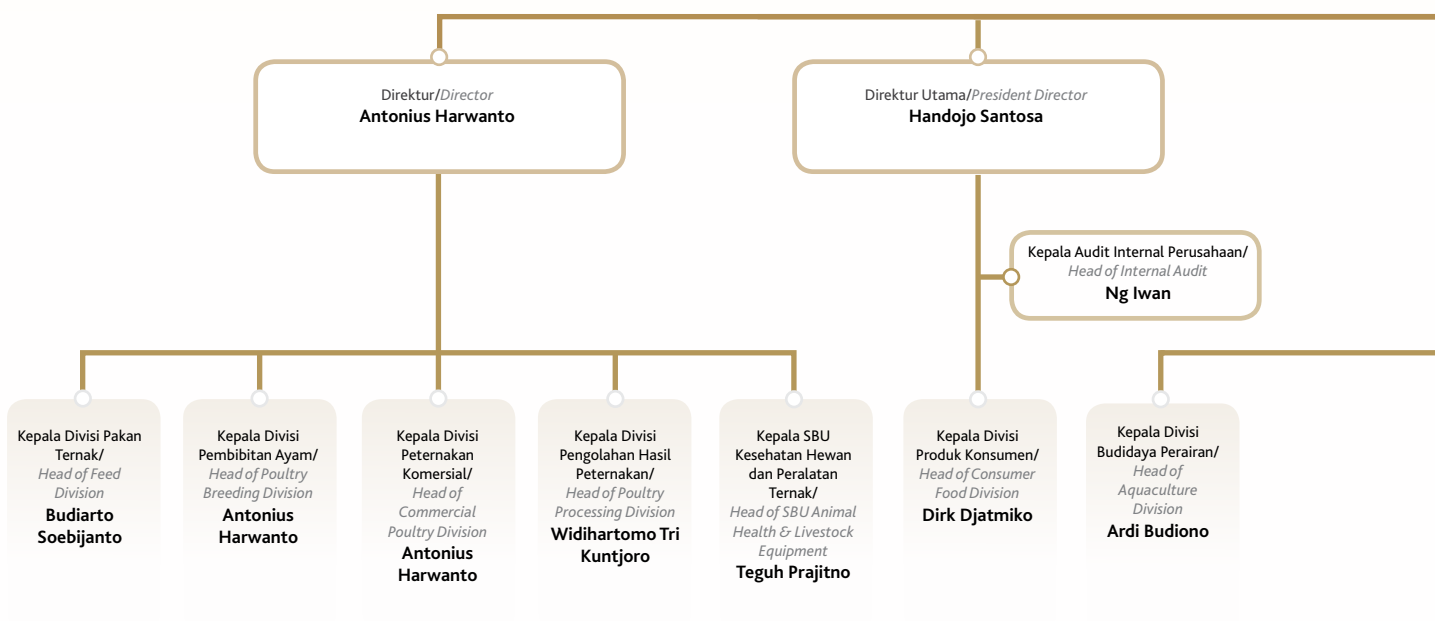 Direktur/Director
Antonius Harwanto
Direktur Utama/President Director
Handojo Santosa
Kepala Audit Internal Perusahaan/
Head of Internal Audit
Ng Iwan
Kepala Divisi Pakan
Ternak/
Head of Feed
Division
Budiarto
Soebijanto
Kepala Divisi
Pembibitan Ayam/
Head of Poultry
Breeding Division
Antonius
Harwanto
Kepala Divisi
Peternakan
Komersial/
Head of
Commercial
Poultry Division
Antonius
Harwanto
Kepala Divisi
Pengolahan Hasil
Peternakan/
Head of Poultry
Processing Division
Widihartomo Tri
Kuntjoro
Kepala SBU
Kesehatan Hewan
dan Peralatan
Ternak/
Head of SBU Animal
Health & Livestock
Equipment
Teguh Prajitno
Kepala Divisi
Produk Konsumen/
Head of Consumer
Food Division
Dirk Djatmiko
Kepala Divisi
Budidaya Perairan/
Head of
Aquaculture
Division
Ardi Budiono